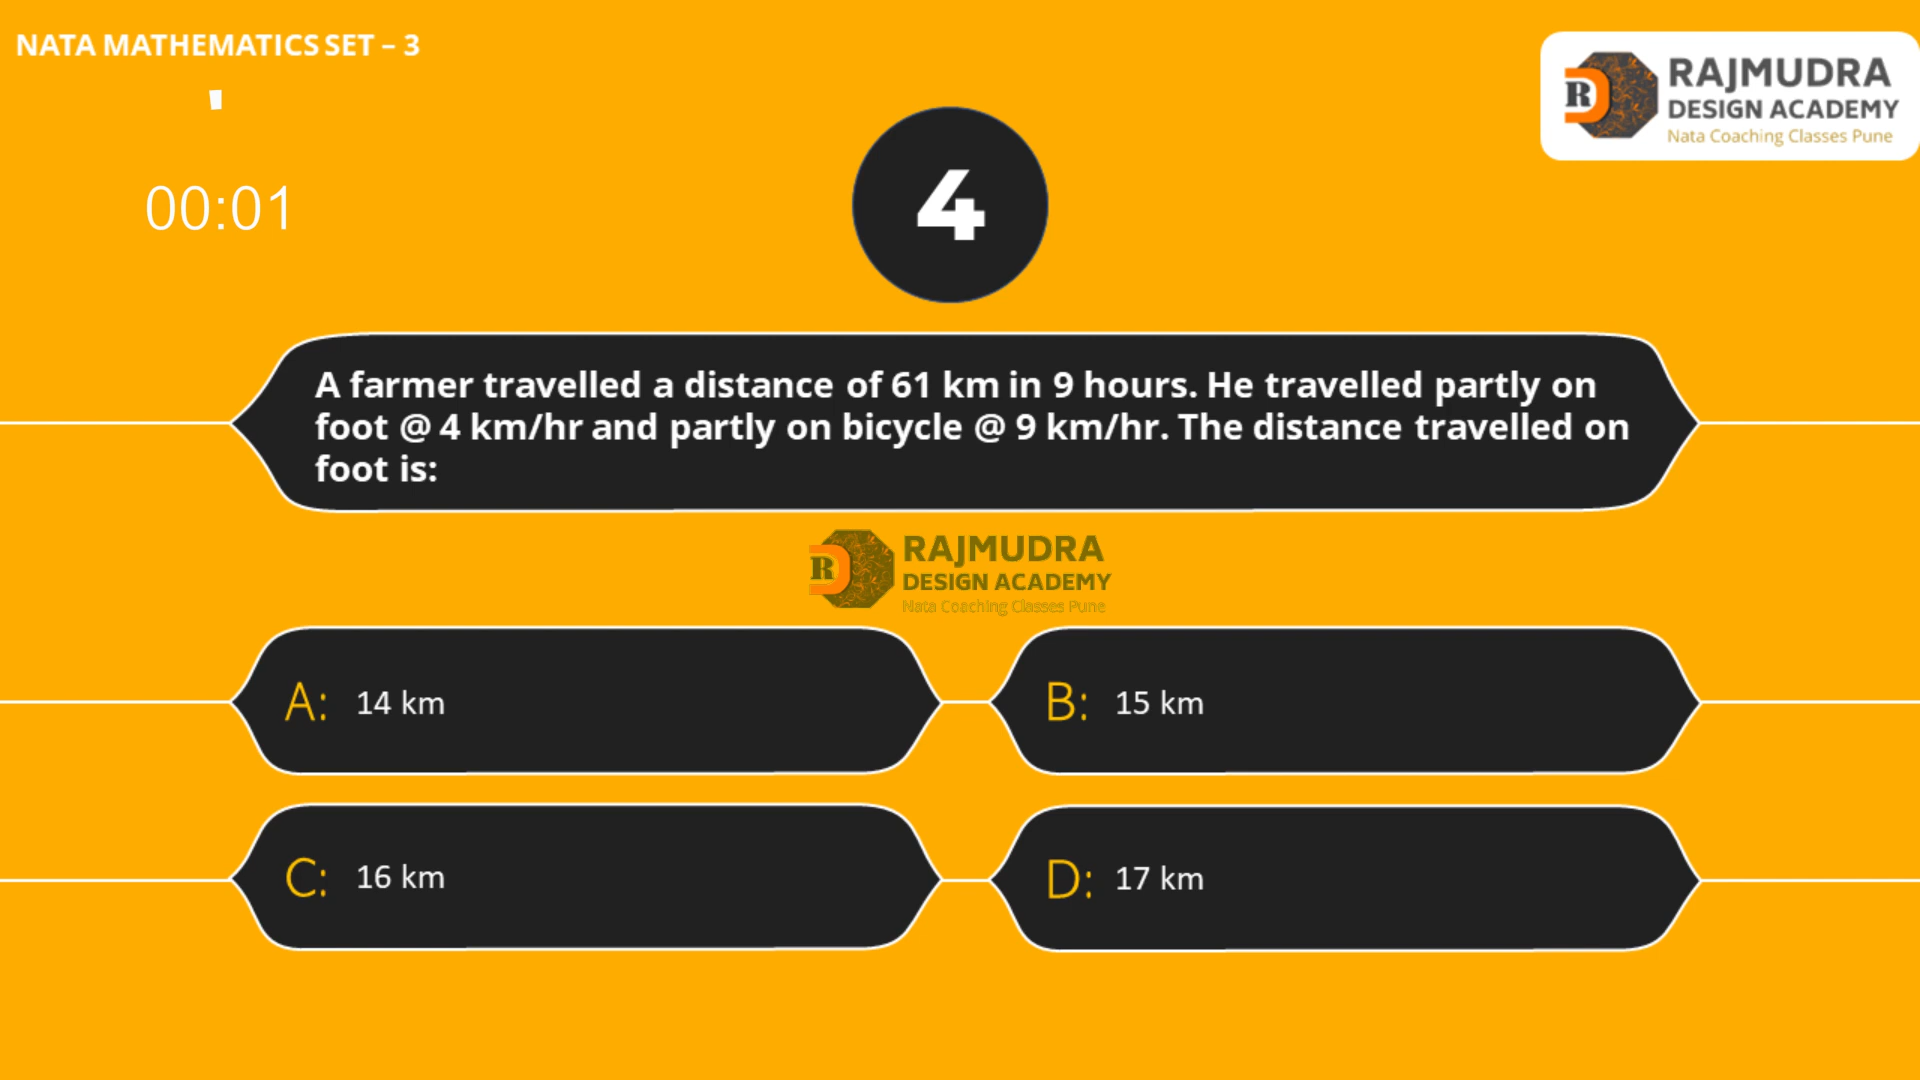 NATA MATHEMATICS SET – 3
RAJMUDRA
DESIGN ACADEMY
Nata Coaching Classes Pune
00:01
4
A farmer travelled a distance of 61 km in 9 hours. He travelled partly on
foot @ 4 km/hr and partly on bicycle @ 9 km/hr. The distance travelled on
foot is:
RAJMUDRA
DESIGN ACADEMY
Nata Coaching Classes Pune
A: 14 km
B: 15 km
C: 16 km
D: 17 km